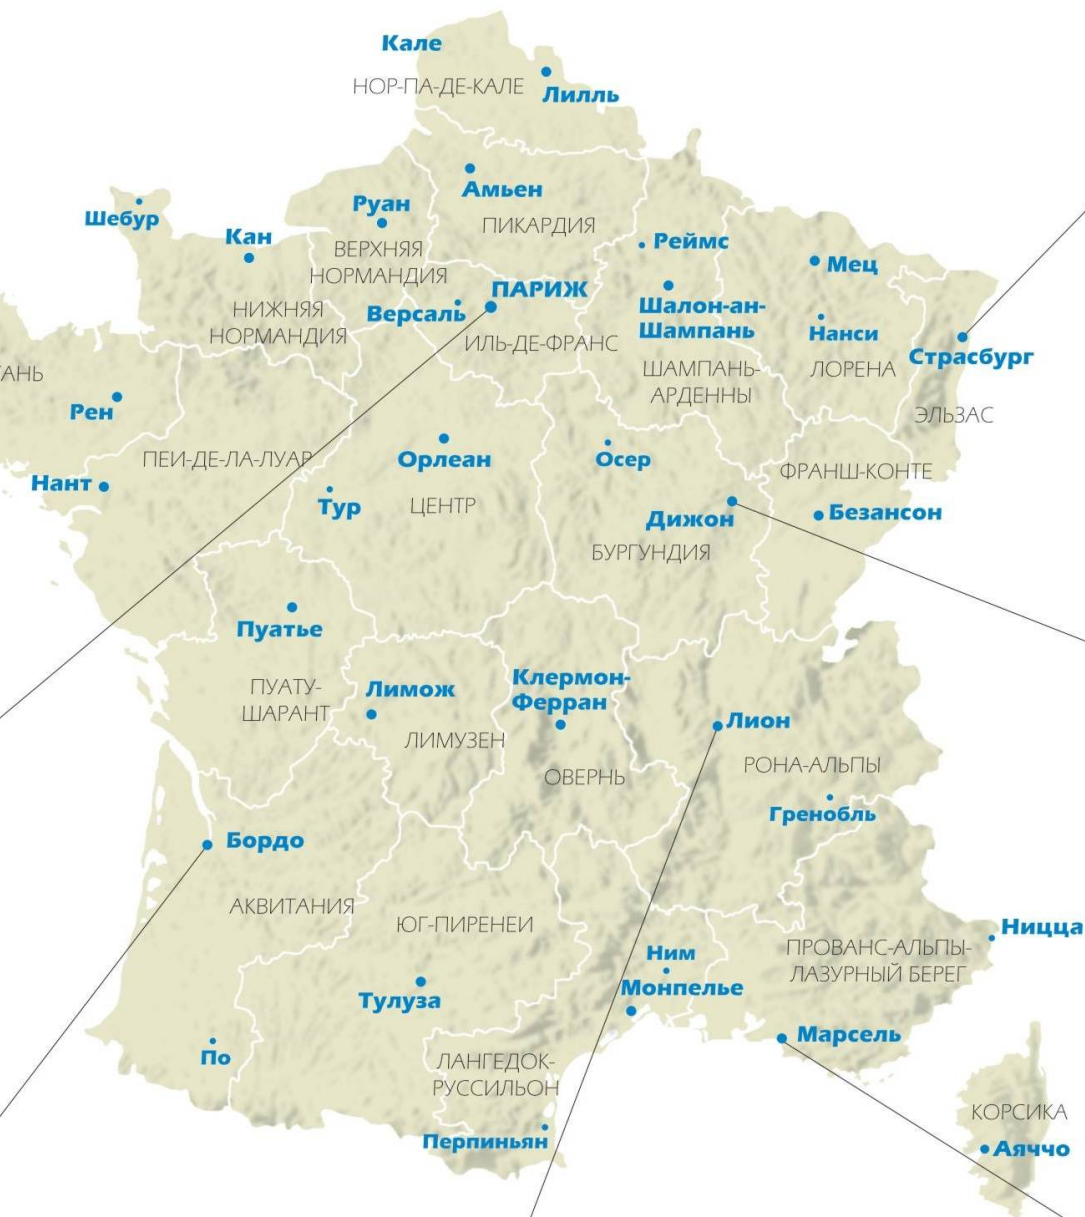 Кале
НОР-ПА-ДЕ-КАЛЕ
Лилль
Амьен
ПИКАРДИЯ
Шебур
Руан
Кан
ВЕРХНЯЯ
НОРМАНДИЯ
НИЖНЯЯ
НОРМАНДИЯ
Версаль
ПАРИЖ
ИЛЬ-ДЕ-ФРАНС
Реймс
Шалон-ан-
Шампань
ШАМПАНЬ-
АРДЕННЫ
Мец
Нанси
ЛОРЕНА
Страсбург
ЭЛЬЗАС
АНЬ
Рен
ПЕИ-ДЕ-ЛА-ЛУАР
Нант
Орлеан
Тур
ЦЕНТР
Осер
Дижон
БУРГУНДИЯ
ФРАНШ-КОНТЕ
Безансон
Пуатье
ПУАТУ-
ШАРАНТ
Лимож
ЛИМУЗЕН
Клермон-
Ферран
ОВЕРНЬ
Лион
РОНА-АЛЬПЫ
Гренобль
Бордо
АКВИТАНИЯ
ЮГ-ПИРЕНЕИ
Тулуза
По
Ним
Монпелье
ПРОВАНС-АЛЬПЫ-
ЛАЗУРНЫЙ БЕРЕГ
Ницца
Марсель
ЛАНГЕДОК-
РУССИЛЬОН
Перпиньян
КОРСИКА
Аяччо